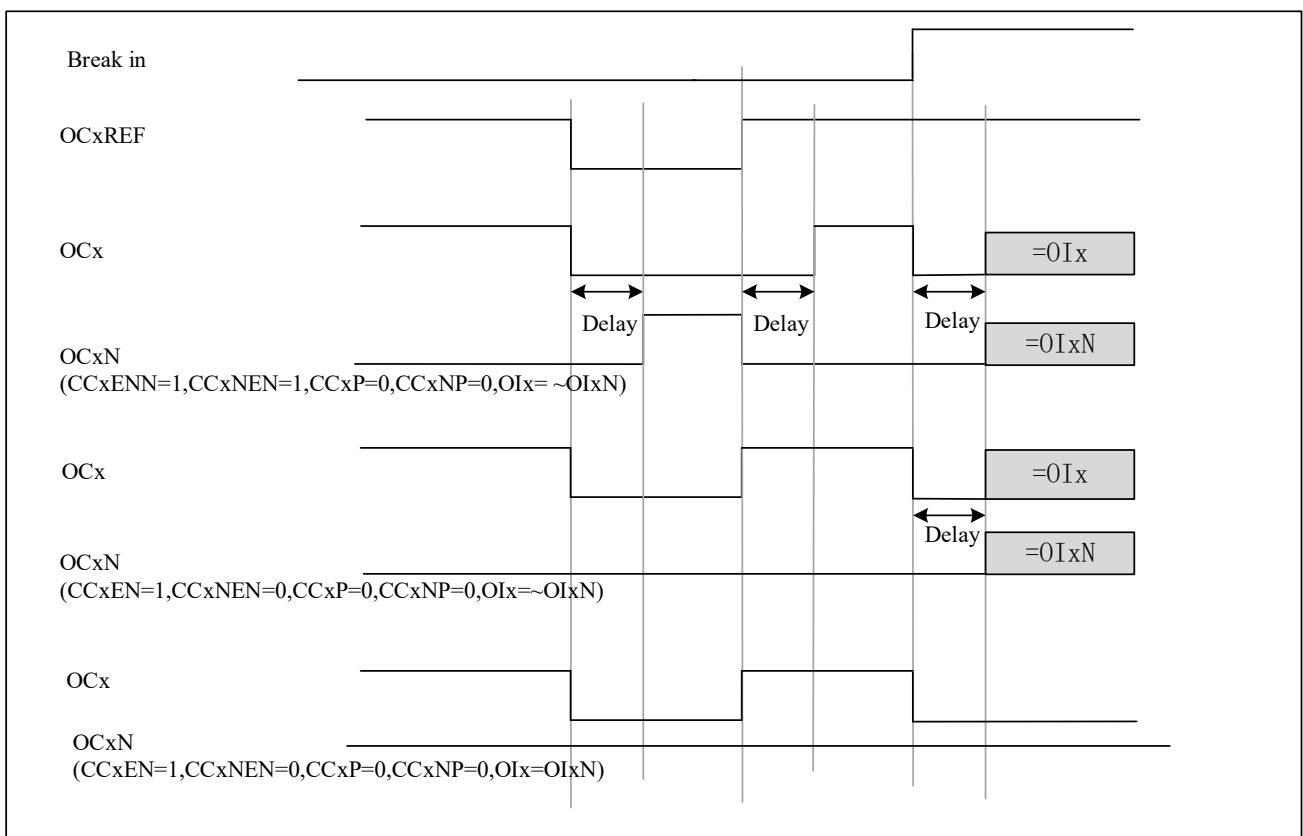 Break in
OCxREF
OCx
=OIx
Delay
Delay
Delay
OCxN
=OIxN
(CCxENN=1,CCxNEN=1,CCxP=0,CCxNP=0,OIx= ~OIxN)
OCx
=OIx
Delay
OCxN
=OIxN
(CCxEN=1,CCxNEN=0,CCxP=0,CCxNP=0,OIx=~OIxN)
OCx
OCxN
(CCxEN=1,CCxNEN=0,CCxP=0,CCxNP=0,OIx=OIxN)